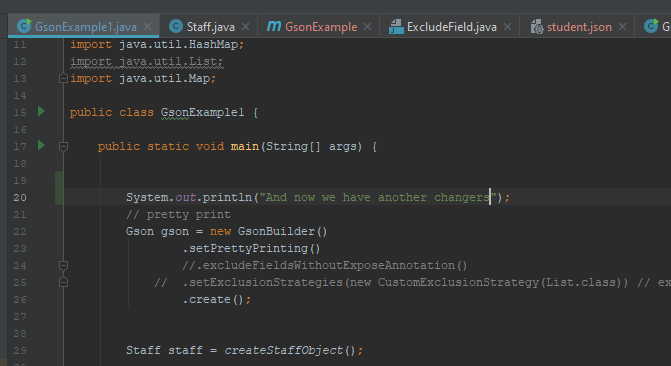 GsonExample1.java Staff.java GsonExample ExcludeField.java student.json G
11 import java.util.HashMap;
12 import java.util.List;
13 import java.util.Map;
14
15 public class GsonExample1 {
16
17 public static void main(String[] args) {
18
19
20 System.out.println("And now we have another changers");
21 // pretty print
22 Gson gson = new GsonBuilder()
23 .setPrettyPrinting()
24 //.excludeFieldsWithoutExposeAnnotation()
25 // .setExclusionStrategies(new CustomExclusionStrategy(List.class)) // ex
26 .create();
27
28
29 Staff staff = createStaffObject();